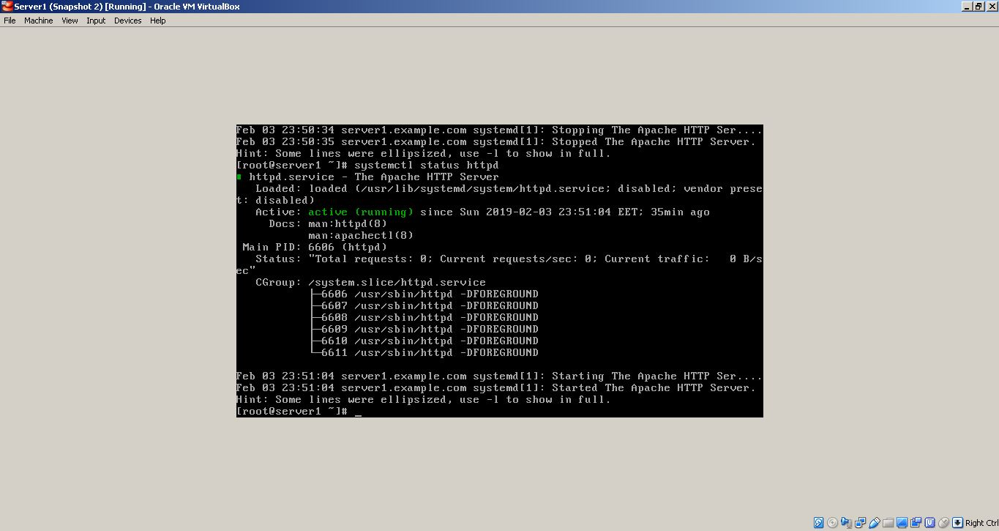 Server1 (Snapshot 2) [Running] - Oracle VM VirtualBox
File Machine View Input Devices Help
Feb 03 23:50:34 server1.example.com systemd[1]: Stopping The Apache HTTP Ser....
Feb 03 23:50:35 server1.example.com systemd[1]: Stopped The Apache HTTP Server.
Hint: Some lines were ellipsized, use -l to show in full.
[root@server1 ~]# systemctl status httpd
httpd.service - The Apache HTTP Server
Loaded: loaded (/usr/lib/systemd/system/httpd.service; disabled; vendor prese
t: disabled)
Active: active (running) since Sun 2019-02-03 23:51:04 EET; 35min ago
Docs: man:httpd(8)
man:apachectl(8)
Main PID: 6606 (httpd)
Status: "Total requests: 0; Current requests/sec: 0; Current traffic:   0 B/s
ec"
CGroup: /system.slice/httpd.service
├─6606 /usr/sbin/httpd -DFOREGROUND
├─6607 /usr/sbin/httpd -DFOREGROUND
├─6608 /usr/sbin/httpd -DFOREGROUND
├─6609 /usr/sbin/httpd -DFOREGROUND
├─6610 /usr/sbin/httpd -DFOREGROUND
└─6611 /usr/sbin/httpd -DFOREGROUND
Feb 03 23:51:04 server1.example.com systemd[1]: Starting The Apache HTTP Ser....
Feb 03 23:51:04 server1.example.com systemd[1]: Started The Apache HTTP Server.
Hint: Some lines were ellipsized, use -l to show in full.
[root@server1 ~]# _
Right Ctrl